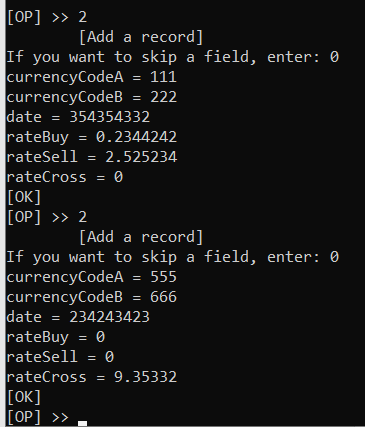 [OP] >> 2
[Add a record]
If you want to skip a field, enter: 0
currencyCodeA = 111
currencyCodeB = 222
date = 354354332
rateBuy = 0.2344242
rateSell = 2.525234
rateCross = 0
[OK]
[OP] >> 2
[Add a record]
If you want to skip a field, enter: 0
currencyCodeA = 555
currencyCodeB = 666
date = 234243423
rateBuy = 0
rateSell = 0
rateCross = 9.35332
[OK]
[OP] >>